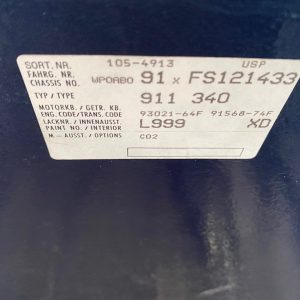 SORT. NR. 105-4913 USP
FAHRG. NR.
CHASSIS NO. WPOABO 91 x FS121433
TYP / TYPE 911 340
MOTORKB. / GETR. KB. 93021-64F 91568-74F
ENG. CODE/TRANS. CODE
LACKNR. / INNENAUSST. L999 XD
PAINT NO. / INTERIOR
M.-AUSST. / OPTIONS C02